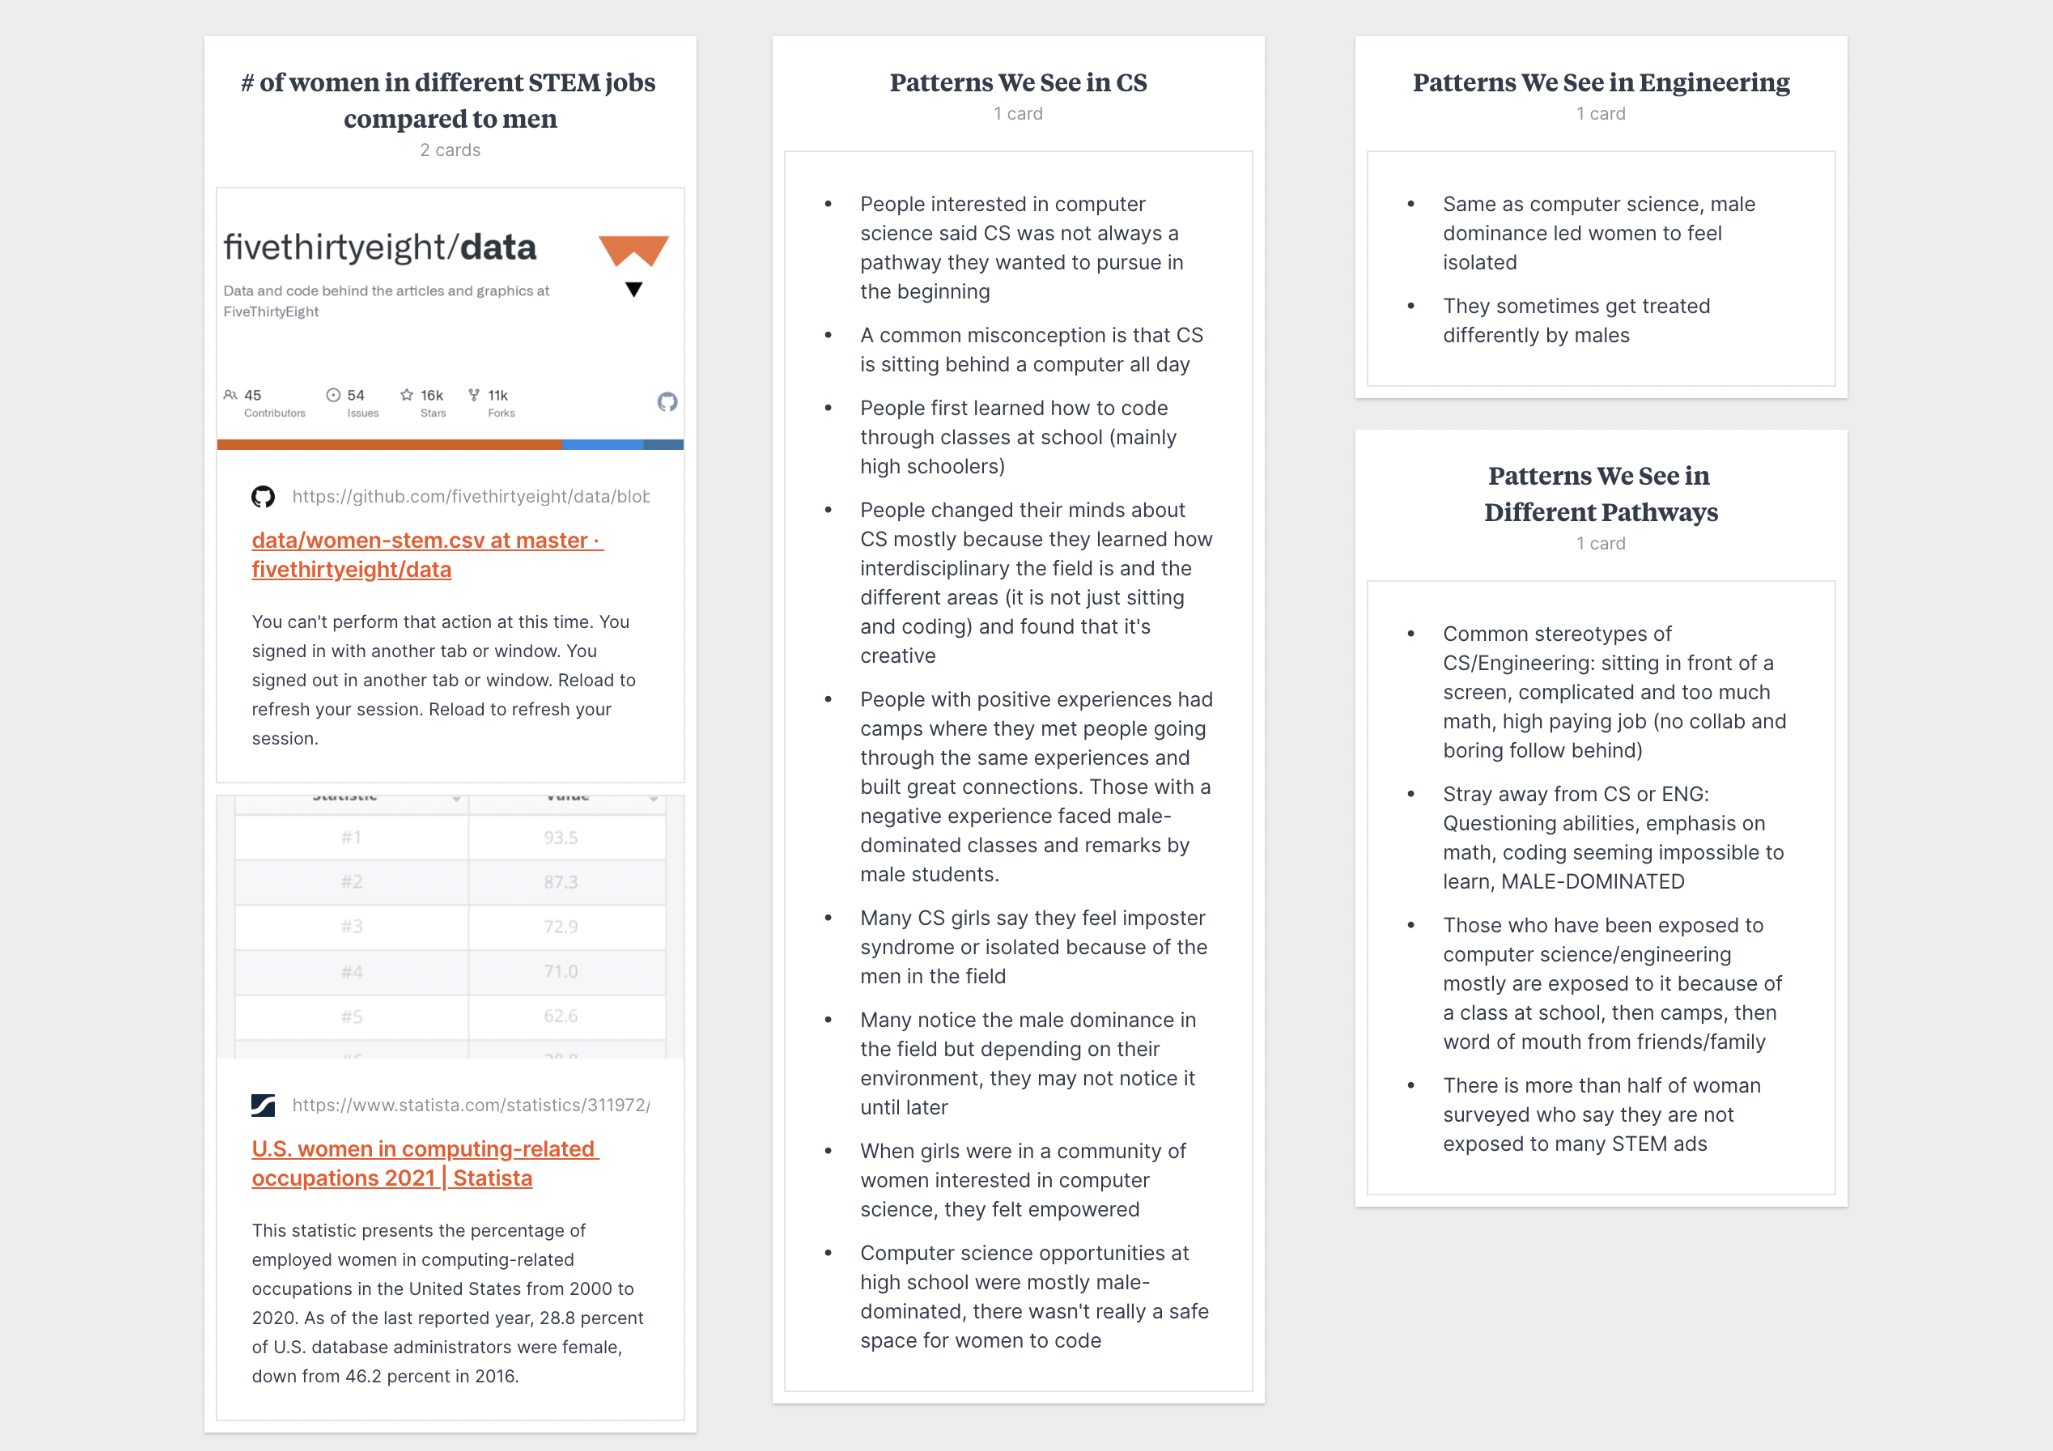 # of women in different STEM jobs
compared to men
2 cards
fivethirtyeight/data
Data and code behind the articles and graphics at
FiveThirtyEight
45
Contributors
54
Issues
16k
Stars
11k
Forks
https://github.com/fivethirtyeight/data/blob
data/women-stem.csv at master ·
fivethirtyeight/data
You can't perform that action at this time. You
signed in with another tab or window. You
signed out in another tab or window. Reload to
refresh your session. Reload to refresh your
session.
Statistic Value
#1 93.5
#2 87.3
#3 72.9
#4 71.0
#5 62.6
https://www.statista.com/statistics/311972/
U.S. women in computing-related
occupations 2021 | Statista
This statistic presents the percentage of
employed women in computing-related
occupations in the United States from 2000 to
2020. As of the last reported year, 28.8 percent
of U.S. database administrators were female,
down from 46.2 percent in 2016.
Patterns We See in CS
1 card
• People interested in computer
science said CS was not always a
pathway they wanted to pursue in
the beginning
• A common misconception is that CS
is sitting behind a computer all day
• People first learned how to code
through classes at school (mainly
high schoolers)
• People changed their minds about
CS mostly because they learned how
interdisciplinary the field is and the
different areas (it is not just sitting
and coding) and found that it's
creative
• People with positive experiences had
camps where they met people going
through the same experiences and
built great connections. Those with a
negative experience faced male-
dominated classes and remarks by
male students.
• Many CS girls say they feel imposter
syndrome or isolated because of the
men in the field
• Many notice the male dominance in
the field but depending on their
environment, they may not notice it
until later
• When girls were in a community of
women interested in computer
science, they felt empowered
• Computer science opportunities at
high school were mostly male-
dominated, there wasn't really a safe
space for women to code
Patterns We See in Engineering
1 card
• Same as computer science, male
dominance led women to feel
isolated
• They sometimes get treated
differently by males
Patterns We See in
Different Pathways
1 card
• Common stereotypes of
CS/Engineering: sitting in front of a
screen, complicated and too much
math, high paying job (no collab and
boring follow behind)
• Stray away from CS or ENG:
Questioning abilities, emphasis on
math, coding seeming impossible to
learn, MALE-DOMINATED
• Those who have been exposed to
computer science/engineering
mostly are exposed to it because of
a class at school, then camps, then
word of mouth from friends/family
• There is more than half of woman
surveyed who say they are not
exposed to many STEM ads